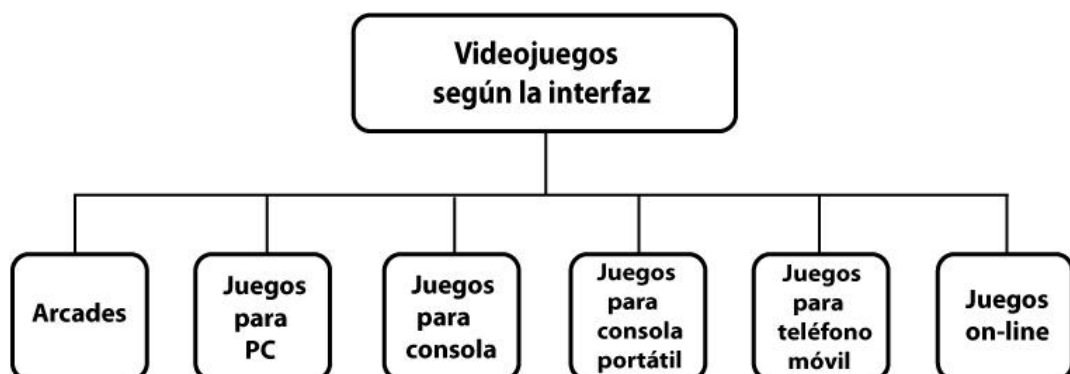 Videojuegos
según la interfaz
Arcades
Juegos
para
PC
Juegos
para
consola
Juegos
para
consola
portátil
Juegos
para
teléfono
móvil
Juegos
on-line